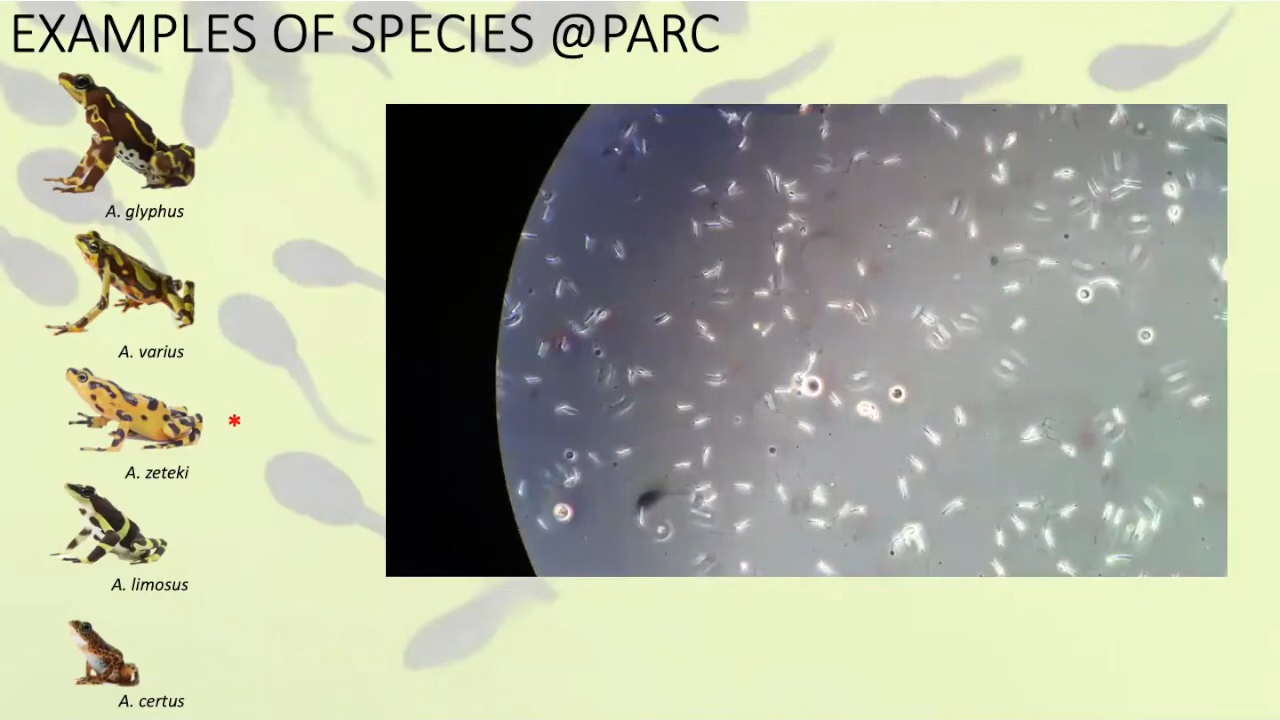 EXAMPLES OF SPECIES @PARC
A. glyphus
A. varius
*
A. zeteki
A. limosus
A. certus